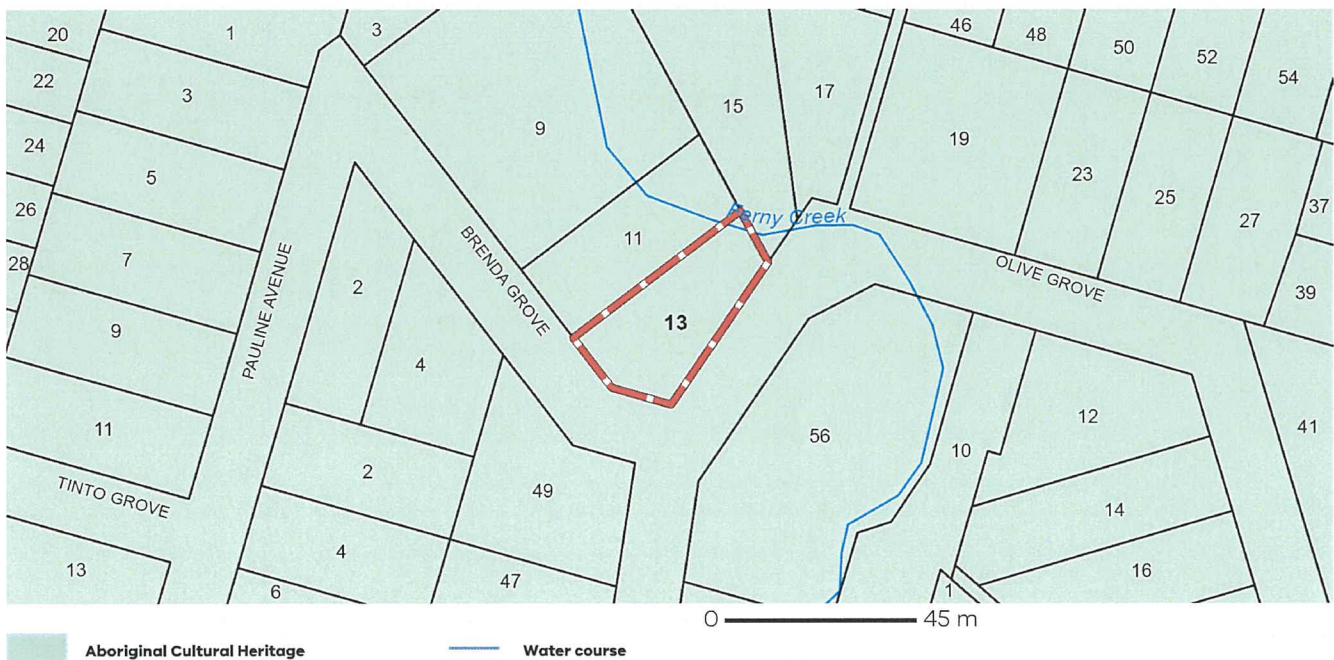 20 1 3 46 48 50 52 54
22 3 15 17
24 5 9 19 23 25 27 37
26 Ferny Creek
28 7 11 39
PAULINE AVENUE
BRENDA GROVE
OLIVE GROVE
9 2 4 13
11 56 10 12 41
TINTO GROVE
2 49 14
13 4 47 16
6 1
0 45 m
Aboriginal Cultural Heritage Water course